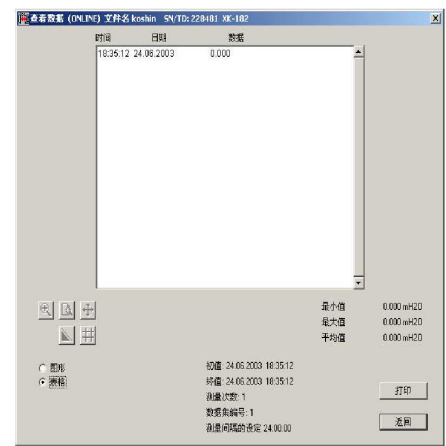 查看数据 (ONLINE) 文件名 koshin SN/TD: 228481 XK-182
时间 日期 数据
18:35:12 24.06.2003 0.000
最小值 0.000 mH2O
最大值 0.000 mH2O
平均值 0.000 mH2O
图形
表格
初值: 24.06.2003 18:35:12
终值: 24.06.2003 18:35:12
测量次数: 1
数据集编号: 1
测量间隔的设定 24:00:00
打印
返回